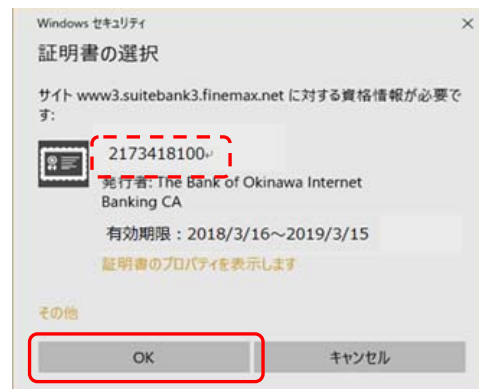 Windows セキュリティ
証明書の選択
サイト www3.suitebank3.finemax.net に対する資格情報が必要で
す:
2173418100↵
発行者: The Bank of Okinawa Internet
Banking CA
有効期限：2018/3/16～2019/3/15
証明書のプロパティを表示します
その他
OK
キャンセル